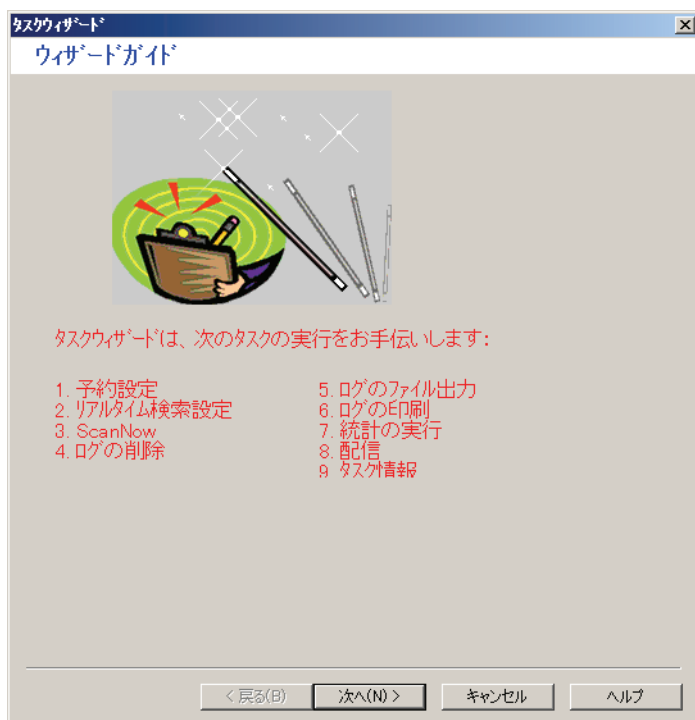 タスクウィザード
ウィザードガイド
タスクウィザードは、次のタスクの実行をお手伝いします:
1. 予約設定
2. リアルタイム検索設定
3. ScanNow
4. ログの削除
5. ログのファイル出力
6. ログの印刷
7. 統計の実行
8. 配信
9. タスク情報
< 戻る(B)
次へ(N) >
キャンセル
ヘルプ